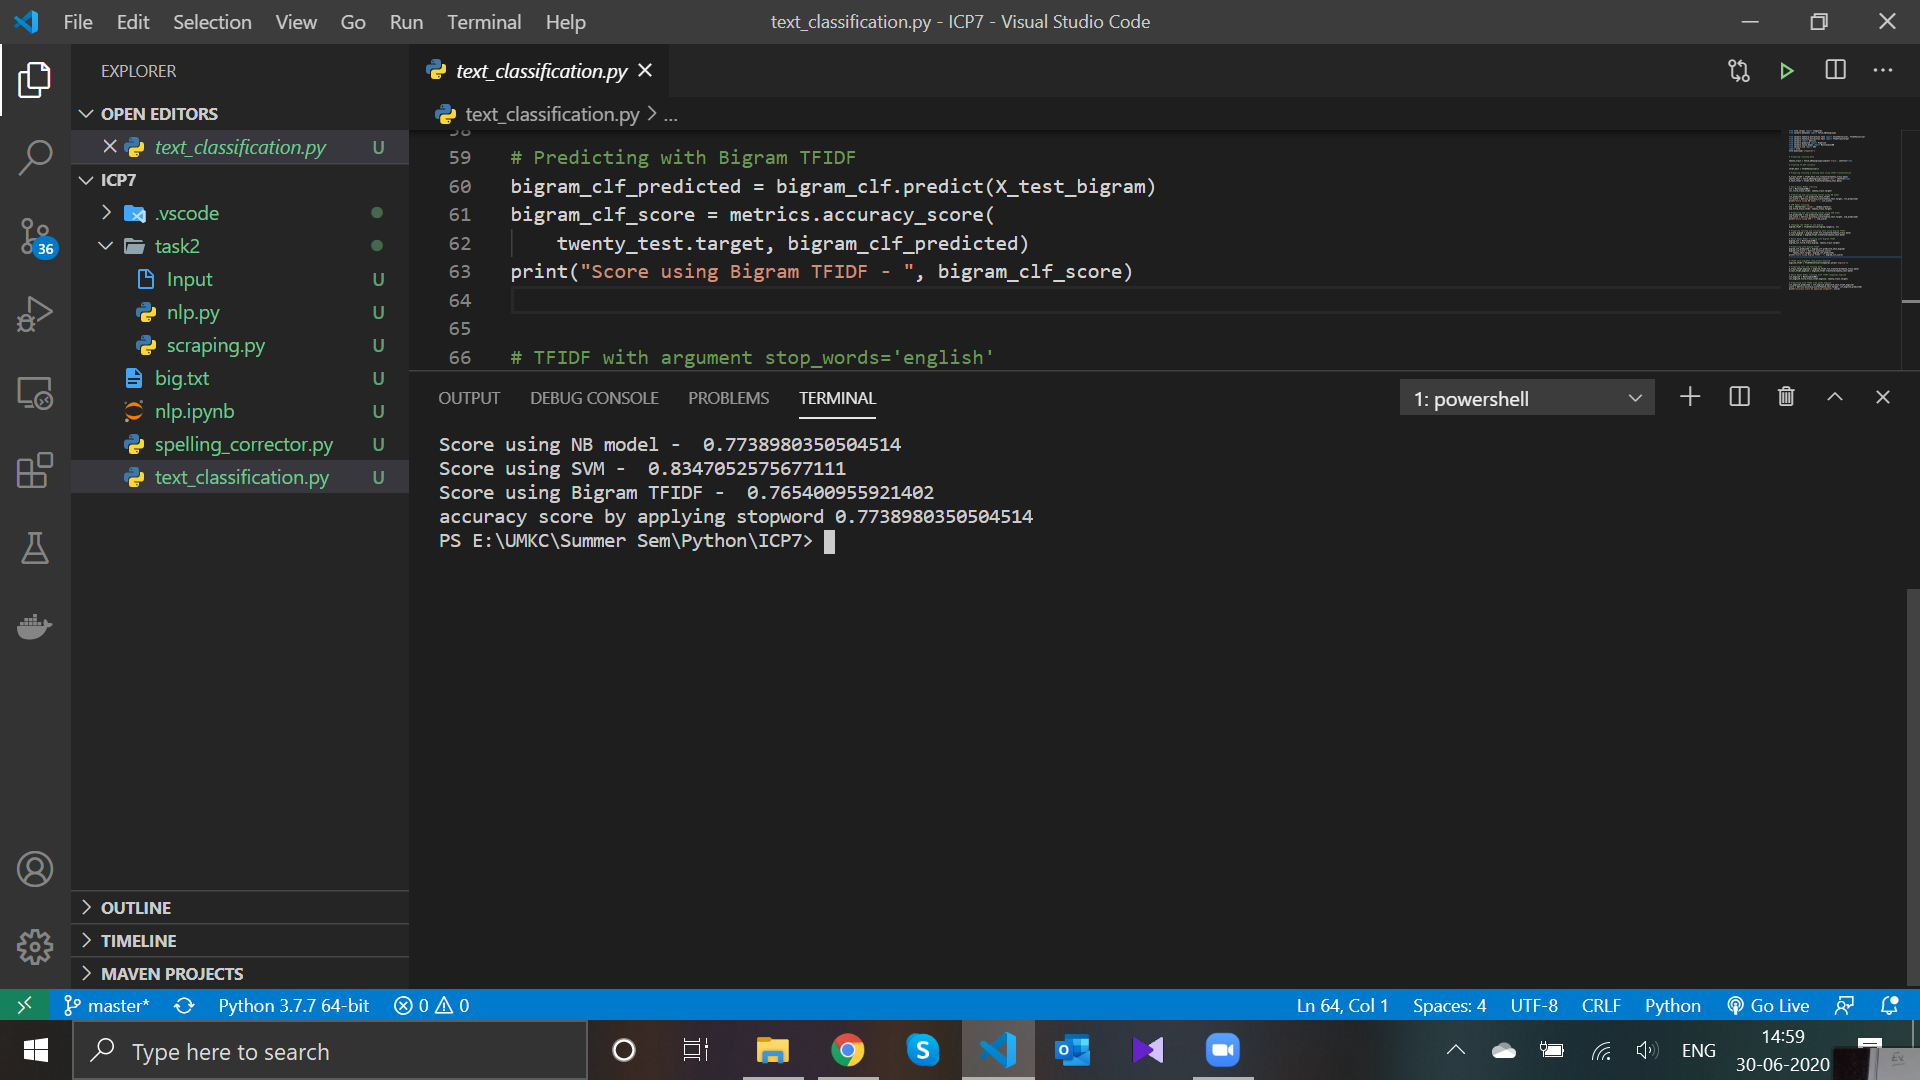 File Edit Selection View Go Run Terminal Help
text_classification.py - ICP7 - Visual Studio Code
EXPLORER
OPEN EDITORS
text_classification.py U
ICP7
.vscode
task2
Input U
nlp.py U
scraping.py U
big.txt U
nlp.ipynb U
spelling_corrector.py U
text_classification.py U
OUTLINE
TIMELINE
MAVEN PROJECTS
36
text_classification.py
text_classification.py > ...
58
59 # Predicting with Bigram TFIDF
60 bigram_clf_predicted = bigram_clf.predict(X_test_bigram)
61 bigram_clf_score = metrics.accuracy_score(
62 twenty_test.target, bigram_clf_predicted)
63 print("Score using Bigram TFIDF - ", bigram_clf_score)
64
65
66 # TFIDF with argument stop_words='english'
OUTPUT DEBUG CONSOLE PROBLEMS TERMINAL
1: powershell
Score using NB model -  0.7738980350504514
Score using SVM -  0.8347052575677111
Score using Bigram TFIDF -  0.765400955921402
accuracy score by applying stopword 0.7738980350504514
PS E:\UMKC\Summer Sem\Python\ICP7>
master* Python 3.7.7 64-bit 0 0
Ln 64, Col 1 Spaces: 4 UTF-8 CRLF Python Go Live
Type here to search
ENG
14:59
30-06-2020